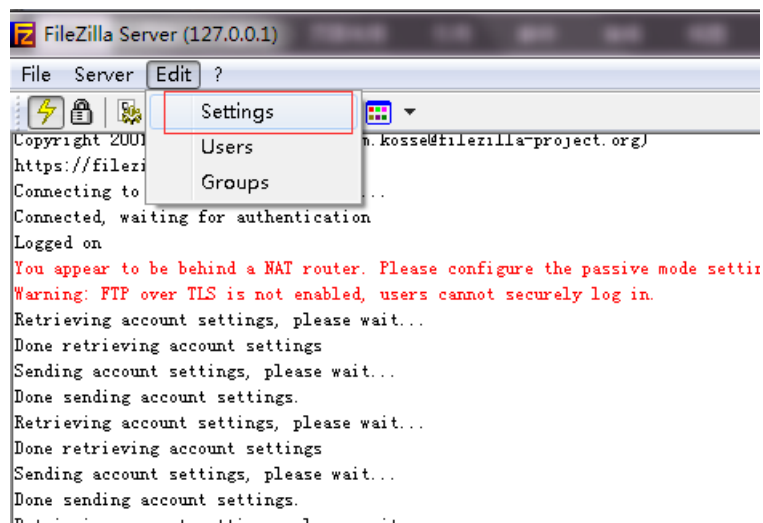 FileZilla Server (127.0.0.1)
File Server Edit ?
Settings
Users
Groups
Copyright 2001 n.kosse@filezilla-project.org)
https://filezi
Connecting to ...
Connected, waiting for authentication
Logged on
You appear to be behind a NAT router. Please configure the passive mode settin
Warning: FTP over TLS is not enabled, users cannot securely log in.
Retrieving account settings, please wait...
Done retrieving account settings
Sending account settings, please wait...
Done sending account settings.
Retrieving account settings, please wait...
Done retrieving account settings
Sending account settings, please wait...
Done sending account settings.